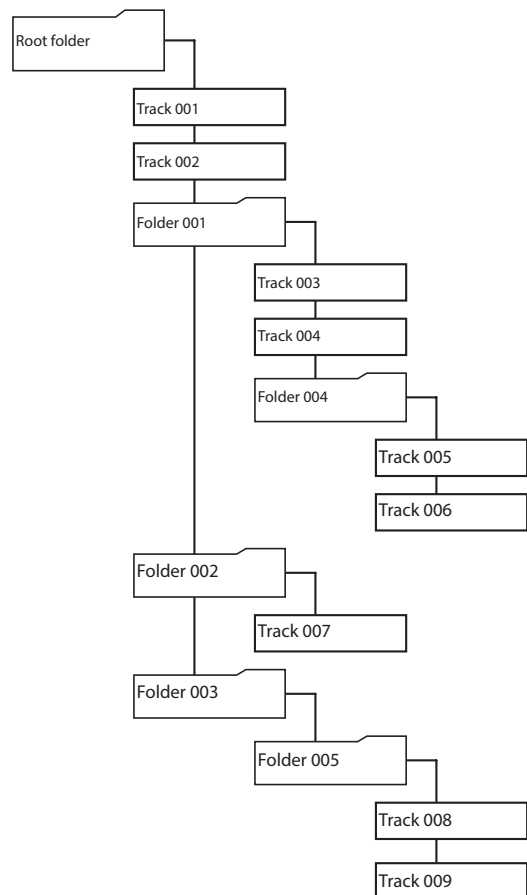 Root folder
Track 001
Track 002
Folder 001
Track 003
Track 004
Folder 004
Track 005
Track 006
Folder 002
Track 007
Folder 003
Folder 005
Track 008
Track 009